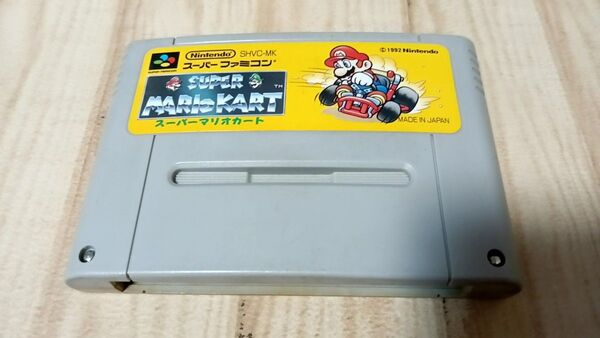 Nintendo SHVC-MK
© 1992 Nintendo
スーパーファミコン
SUPER
MARIO KART TM
スーパーマリオカート
MADE IN JAPAN